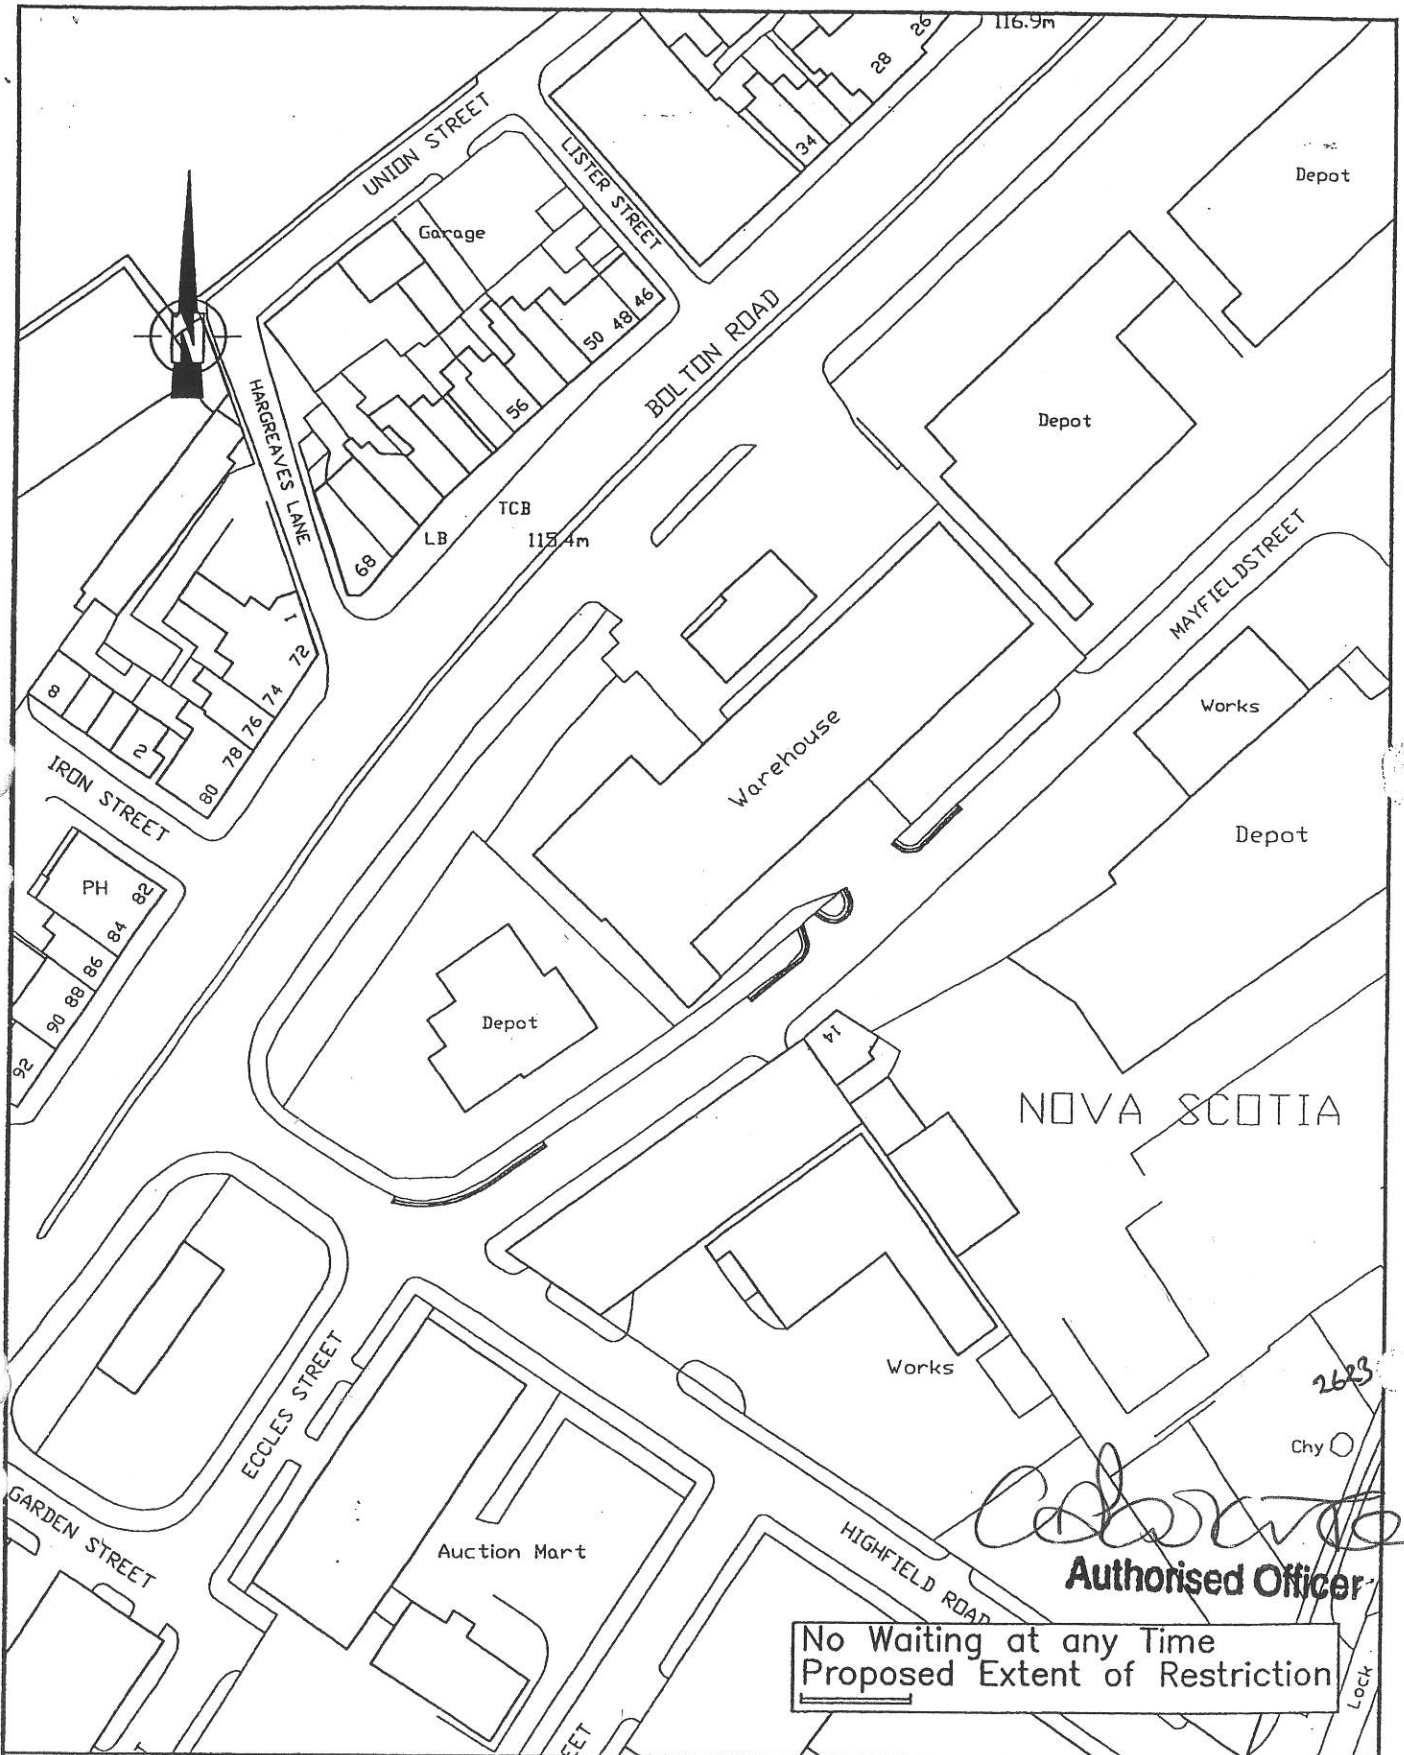 116.9m
26
28
34
UNION STREET
LISTER STREET
Depot
Garage
46
48
50
56
BOLTON ROAD
Depot
HARGREAVES LANE
TCB
LB
115.4m
68
MAYFIELDSTREET
1
72
74
76
78
80
8
2
IRON STREET
Works
Warehouse
Depot
PH
82
84
86
88
90
92
Depot
14
NOVA SCOTIA
ECCLES STREET
Works
2623
Chy
GARDEN STREET
Auction Mart
HIGHFIELD ROAD
Authorised Officer
No Waiting at any Time
Proposed Extent of Restriction
Lock
EET